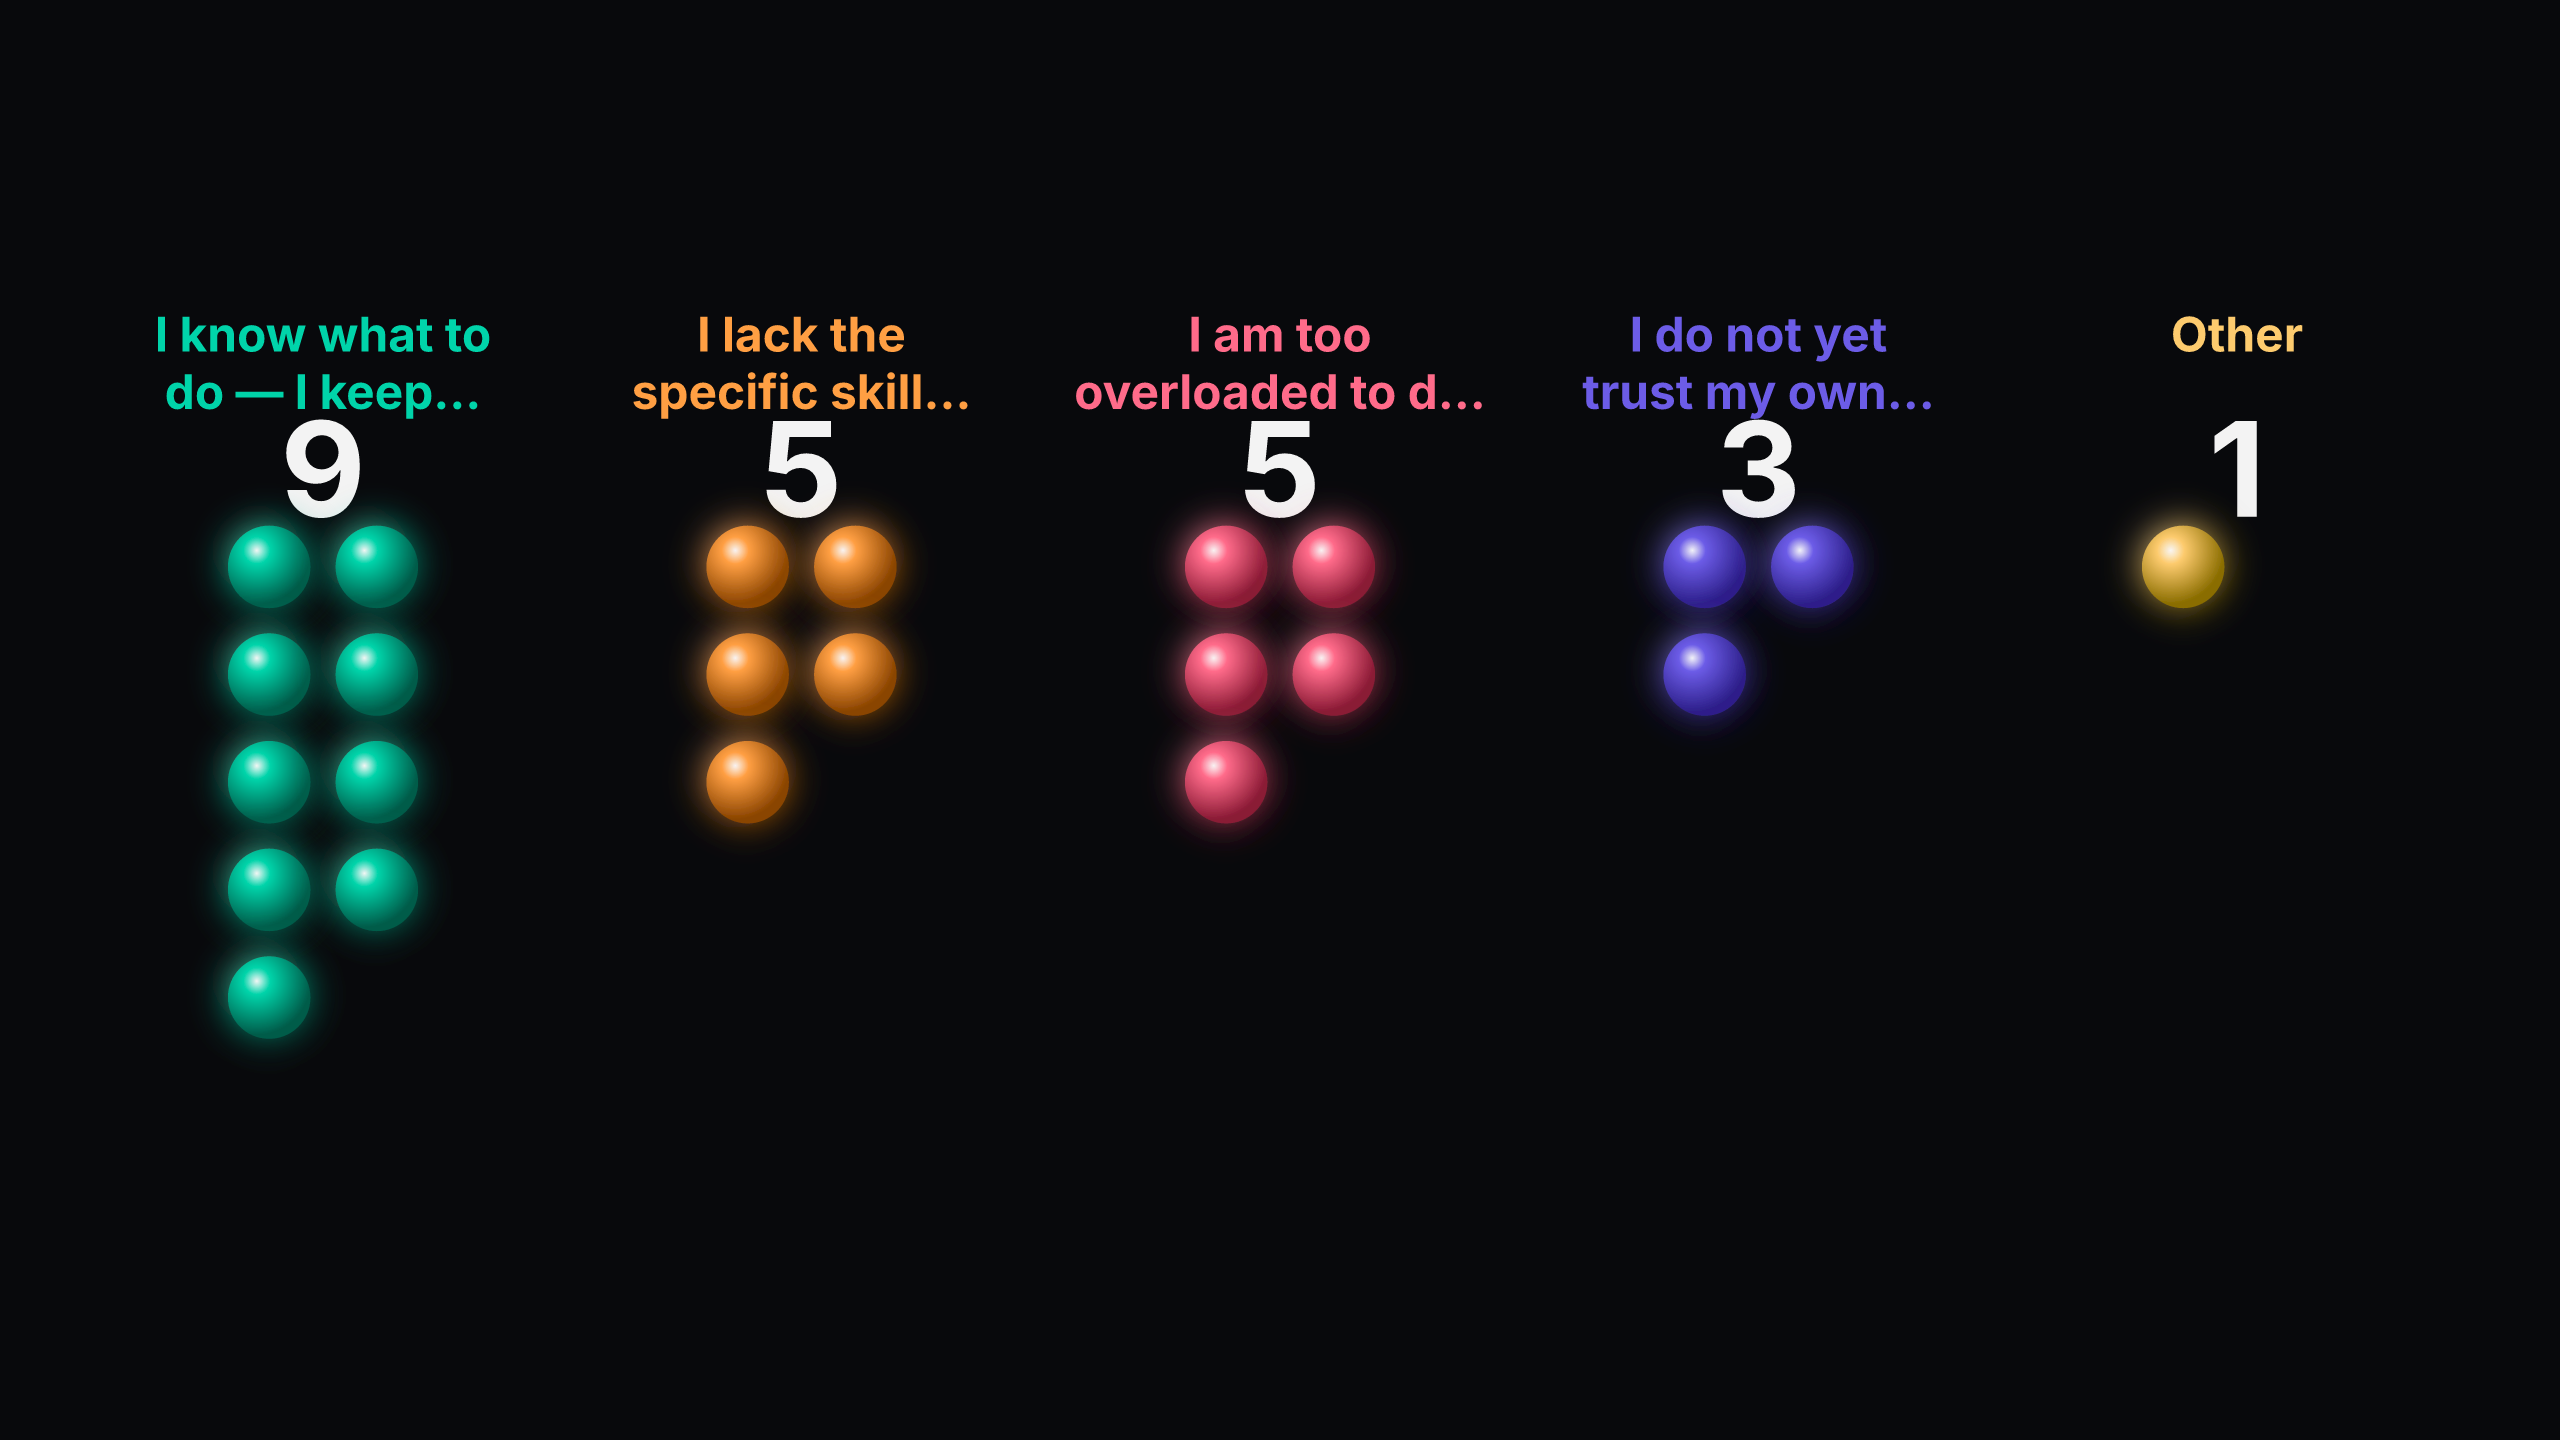 I know what to
do — I keep...
9
I lack the
specific skill...
5
I am too
overloaded to d...
5
I do not yet
trust my own...
3
Other
1